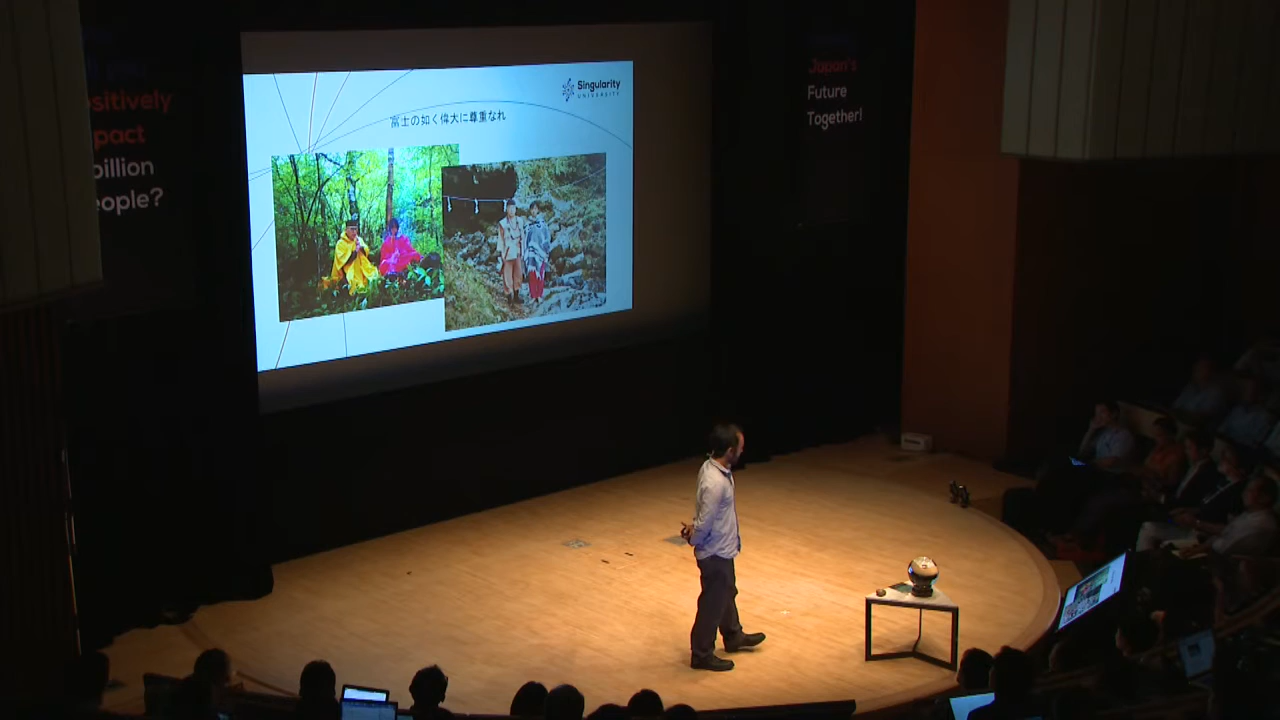 ositively
pact
billion
eople?
Singularity
UNIVERSITY
富士の如く偉大に尊重なれ
Japan's
Future
Together!